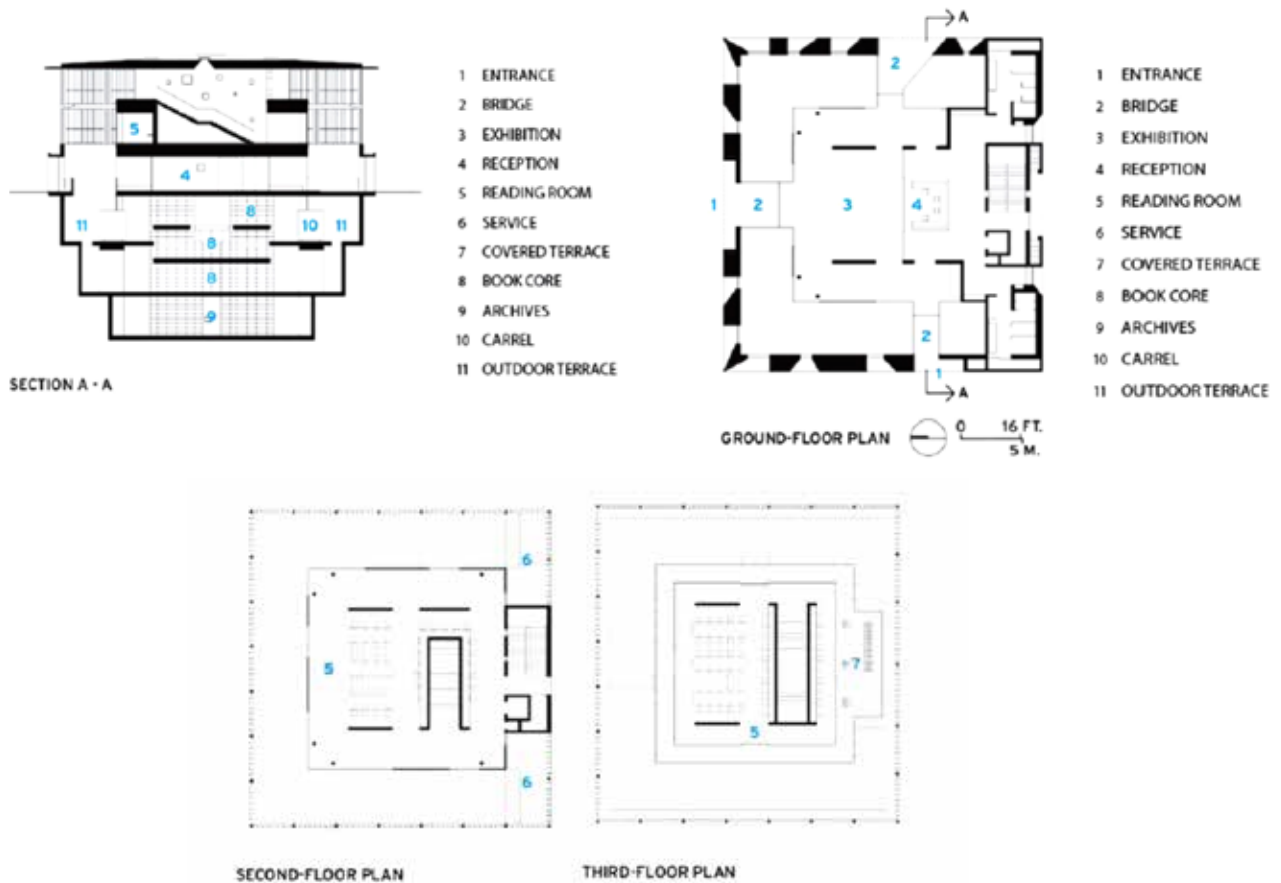 1 ENTRANCE
2 BRIDGE
3 EXHIBITION
4 RECEPTION
5 READING ROOM
6 SERVICE
7 COVERED TERRACE
8 BOOK CORE
9 ARCHIVES
10 CARREL
11 OUTDOOR TERRACE
5
4
11
8
10
11
8
8
9
SECTION A - A
A
2
1
2
3
4
2
1
A
1 ENTRANCE
2 BRIDGE
3 EXHIBITION
4 RECEPTION
5 READING ROOM
6 SERVICE
7 COVERED TERRACE
8 BOOK CORE
9 ARCHIVES
10 CARREL
11 OUTDOOR TERRACE
GROUND-FLOOR PLAN
0 16 FT.
5 M.
6
5
6
SECOND-FLOOR PLAN
7
5
THIRD-FLOOR PLAN